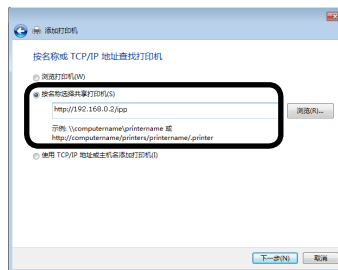 添加打印机
按名称或 TCP/IP 地址查找打印机
浏览打印机(W)
按名称选择共享打印机(S)
http://192.168.0.2/ipp
浏览(R)...
示例: \\computername\printername 或
http://computername/printers/printername/.printer
使用 TCP/IP 地址或主机名添加打印机(I)
下一步(N)
取消